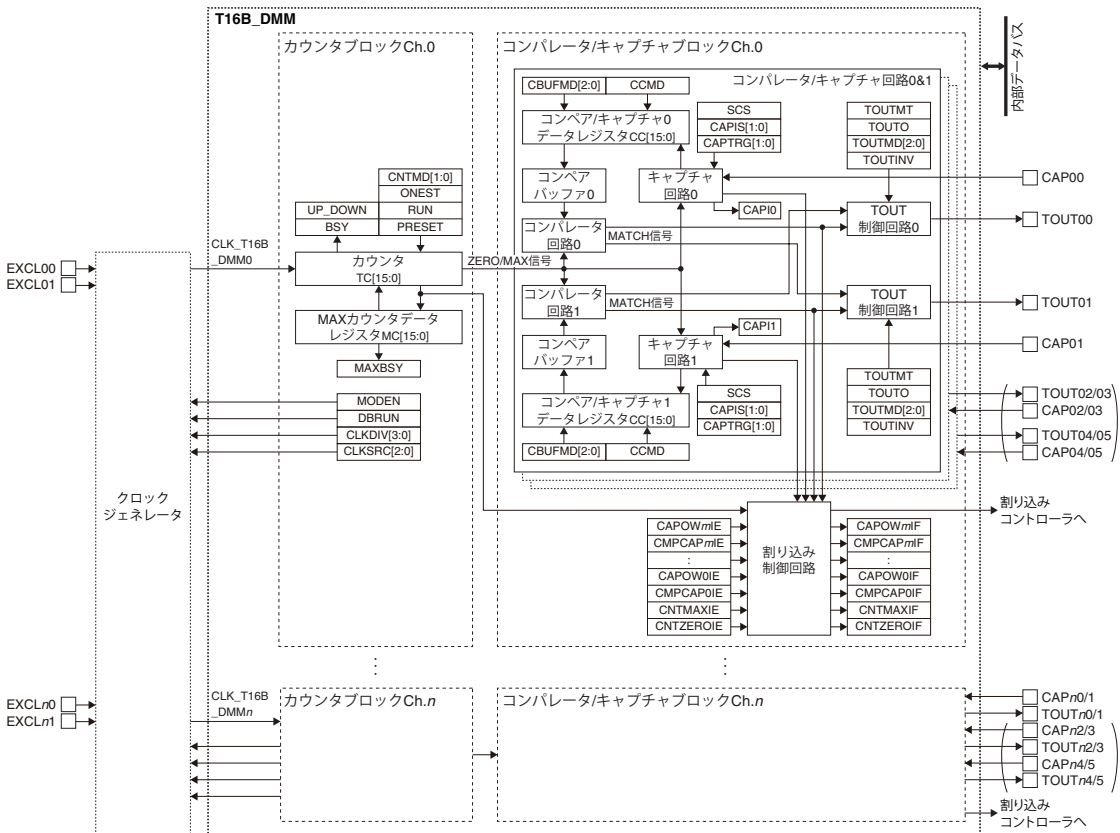 T16B_DMM
カウンタブロックCh.0
コンパレータ/キャプチャブロックCh.0
内部データバス
コンパレータ/キャプチャ回路0&1
CBUFMD[2:0]
CCMD
コンペア/キャプチャ0
データレジスタCC[15:0]
SCS
CAPIS[1:0]
CAPTRG[1:0]
TOUTMT
TOUTO
TOUTMD[2:0]
TOUTINV
コンペア
バッファ0
キャプチャ
回路0
CAP00
CAPI0
TOUT
制御回路0
TOUT00
CNTMD[1:0]
ONEST
UP_DOWN
RUN
BSY
PRESET
コンパレータ
回路0
MATCH信号
CLK_T16B
_DMM0
カウンタ
TC[15:0]
ZERO/MAX信号
EXCL00
EXCL01
コンパレータ
回路1
MATCH信号
TOUT
制御回路1
TOUT01
MAXカウンタデータ
レジスタMC[15:0]
MAXBSY
CAPI1
コンペア
バッファ1
キャプチャ
回路1
CAP01
コンペア/キャプチャ1
データレジスタCC[15:0]
SCS
CAPIS[1:0]
CAPTRG[1:0]
TOUTMT
TOUTO
TOUTMD[2:0]
TOUTINV
CBUFMD[2:0]
CCMD
MODEN
DBRUN
CLKDIV[3:0]
CLKSRC[2:0]
TOUT02/03
CAP02/03
TOUT04/05
CAP04/05
クロック
ジェネレータ
割り込み
コントローラへ
CAPOWmIE
CMPCAPmIE
:
CAPOW0IE
CMPCAP0IE
CNTMAXIE
CNTZEROIE
割り込み
制御回路
CAPOWmIF
CMPCAPmIF
:
CAPOW0IF
CMPCAP0IF
CNTMAXIF
CNTZEROIF
:
:
EXCLn0
EXCLn1
CLK_T16B
_DMMn
カウンタブロックCh.n
コンパレータ/キャプチャブロックCh.n
CAPn0/1
TOUTn0/1
CAPn2/3
TOUTn2/3
CAPn4/5
TOUTn4/5
割り込み
コントローラへ